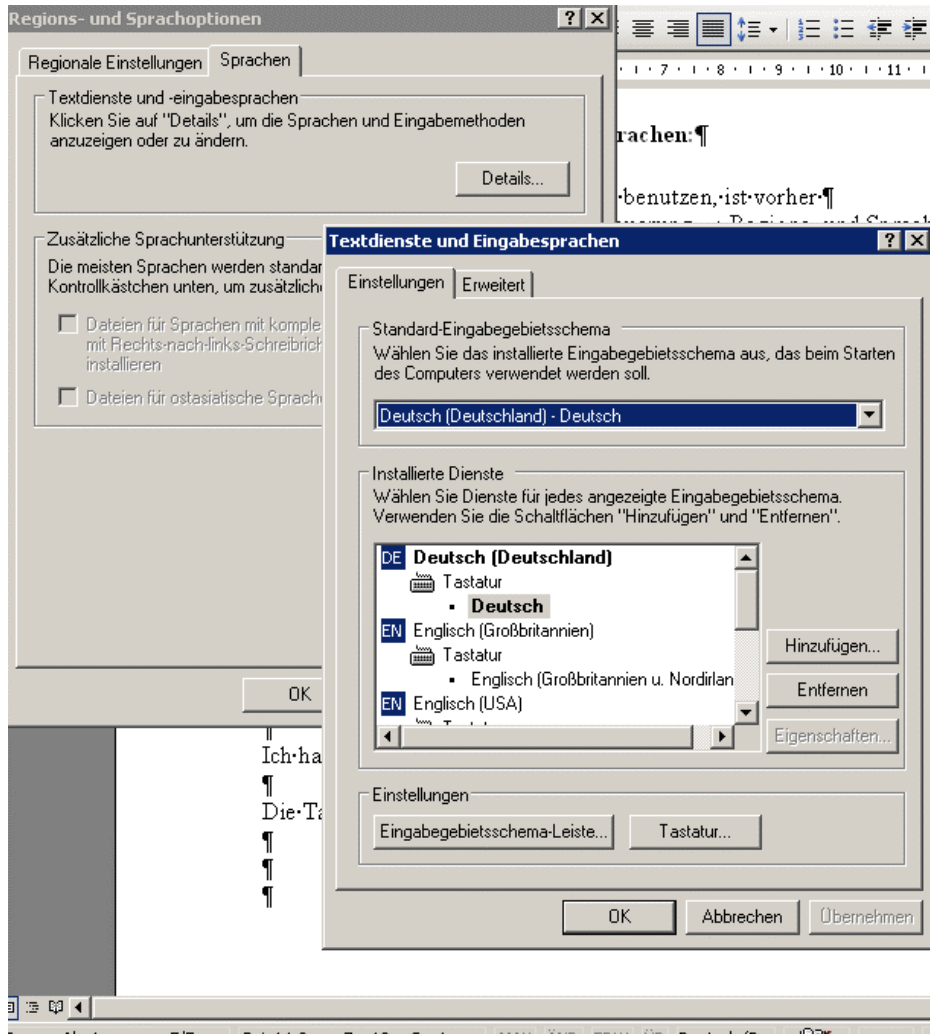 Regions- und Sprachoptionen
Regionale Einstellungen
Sprachen
Textdienste und -eingabesprachen
Klicken Sie auf "Details", um die Sprachen und Eingabemethoden
anzuzeigen oder zu ändern.
Details...
Zusätzliche Sprachunterstützung
Die meisten Sprachen werden
Kontrollkästchen unten, um
Dateien für Sprachen mit
mit Rechts-nach-links-
installieren
Dateien für ostasiatische
OK
7 8 9 10 11
rachen:¶
·benutzen,·ist·vorher·¶
Textdienste und Eingabesprachen
Einstellungen
Erweitert
Standard-Eingabegebietsschema
Wählen Sie das installierte Eingabegebietsschema aus, das beim Starten
des Computers verwendet werden soll.
Deutsch (Deutschland) - Deutsch
Installierte Dienste
Wählen Sie Dienste für jedes angezeigte Eingabegebietsschema.
Verwenden Sie die Schaltflächen "Hinzufügen" und "Entfernen".
DE Deutsch (Deutschland)
Tastatur
Deutsch
EN Englisch (Großbritannien)
Tastatur
Englisch (Großbritannien u. Nordirlan
EN Englisch (USA)
Hinzufügen...
Entfernen
Eigenschaften...
Einstellungen
Eingabegebietsschema-Leiste...
Tastatur...
OK
Abbrechen
Übernehmen
¶
Ich·ha
¶
Die·Ta
¶
¶
¶